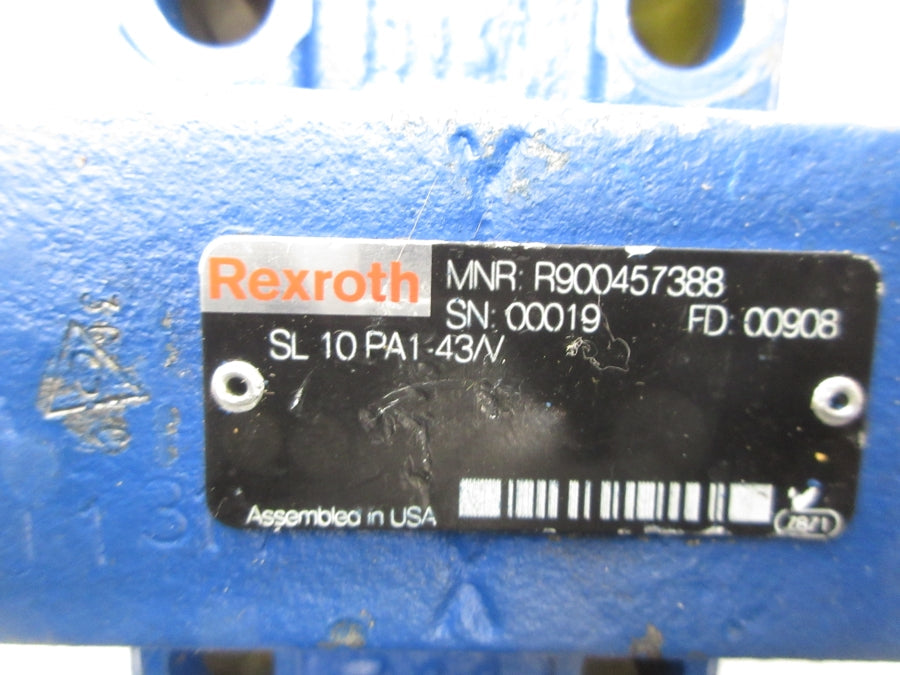 Rexroth
MNR: R900457388
SN: 00019 FD: 00908
SL 10 PA1-43/V
Assembled in USA